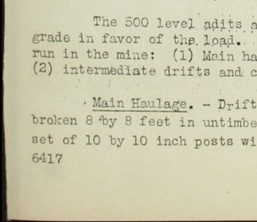 The 500 level adits a
grade in favor of the load.
run in the mine: (1) Main ha
(2) intermediate drifts and c
Main Haulage. - Drift
broken 8 by 8 feet in untimbe
set of 10 by 10 inch posts wi
6417